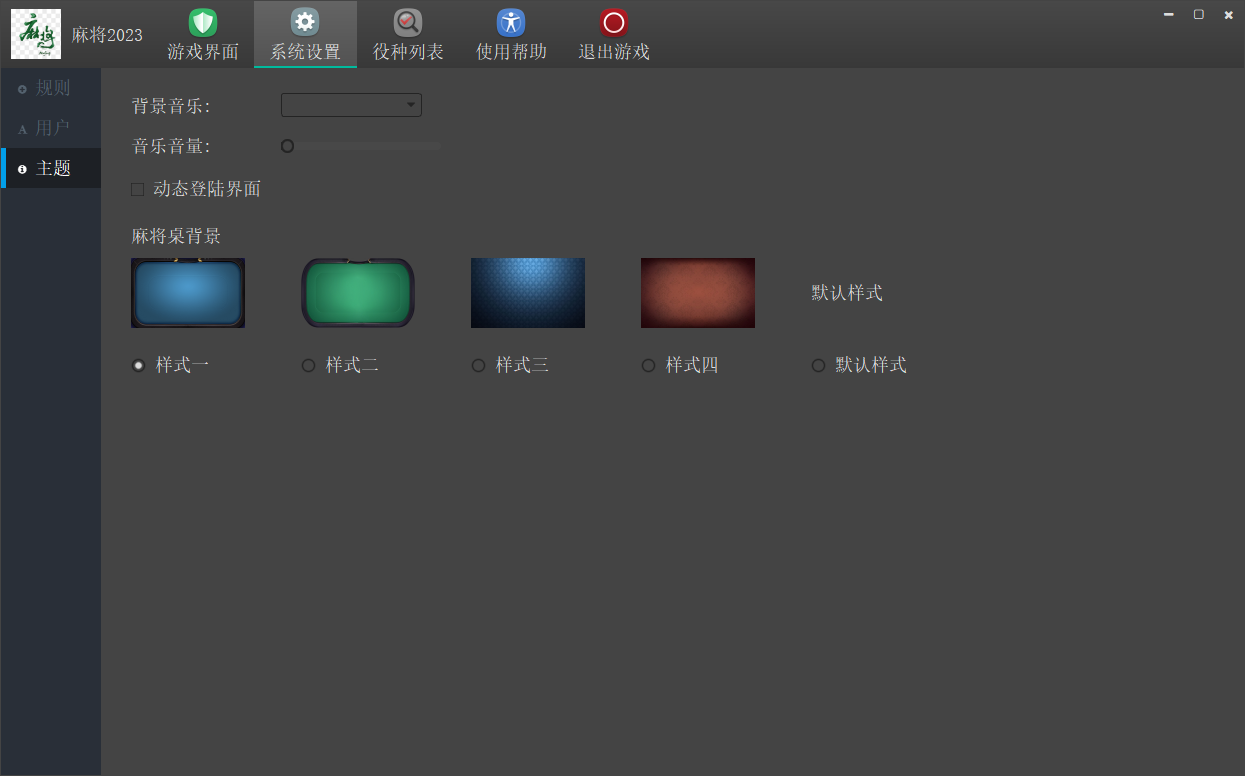 麻将
麻将2023
游戏界面
系统设置
役种列表
使用帮助
退出游戏
规则
用户
主题
背景音乐:
音乐音量:
动态登陆界面
麻将桌背景
默认样式
样式一
样式二
样式三
样式四
默认样式